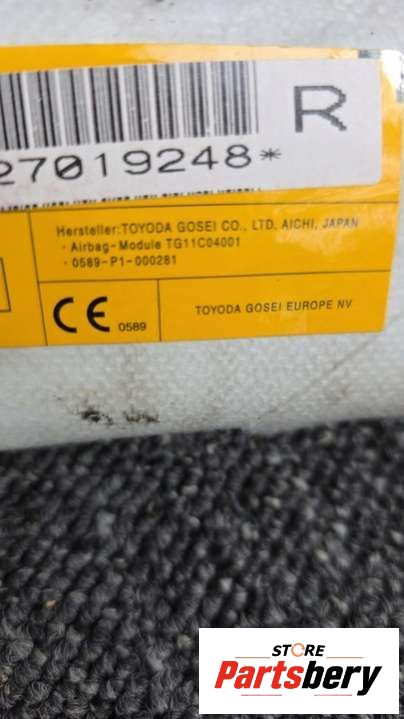 R
27019248*
Hersteller:TOYODA GOSEI CO., LTD, AICHI, JAPAN
· Airbag-Module TG11C04001
· 0589-P1-000281
CE 0589
TOYODA GOSEI EUROPE NV
STORE
Partsbery